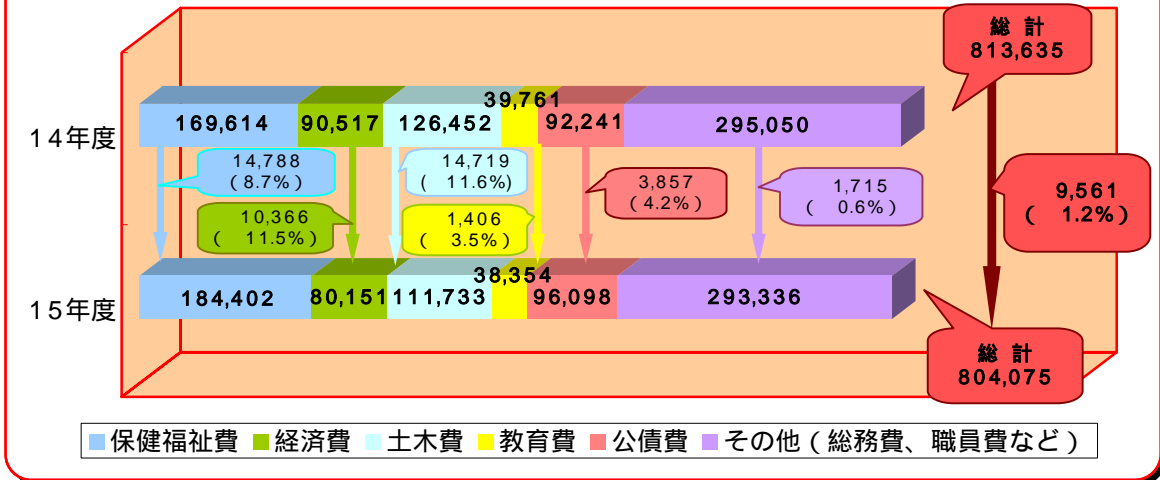 総 計
813,635
14年度
169,614 90,517 126,452 39,761 92,241 295,050
14,788
(8.7%)
14,719
( 11.6%)
3,857
(4.2%)
1,715
( 0.6%)
9,561
( 1.2%)
10,366
( 11.5%)
1,406
( 3.5%)
15年度
184,402 80,151 111,733 38,354 96,098 293,336
総 計
804,075
保健福祉費 経済費 土木費 教育費 公債費 その他(総務費、職員費など)